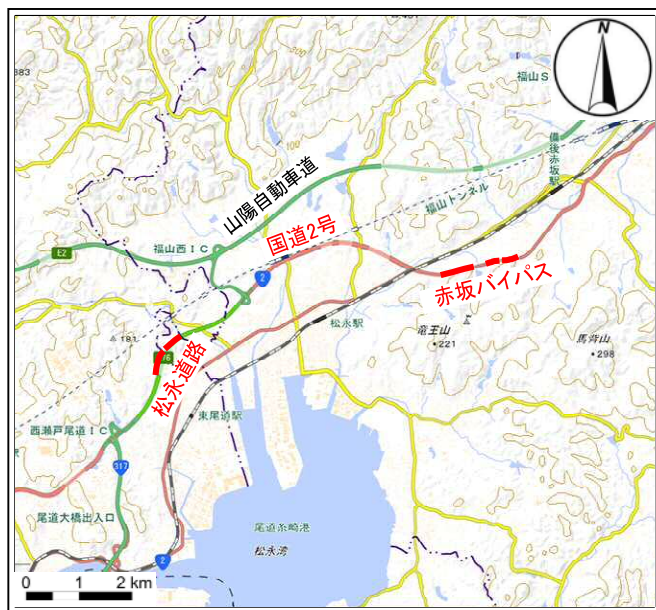 N
383
300
福山S
100
山陽自動車道
備後赤坂駅
福山トンネル
国道2号
福山西IC
E2
2
赤坂バイパス
松永駅
竜王山
・221
馬背山
・298
181
松永道路
東尾道駅
西瀬戸尾道IC
317
尾道大橋出入口
尾道糸崎港
松永湾
2
0 1 2 km